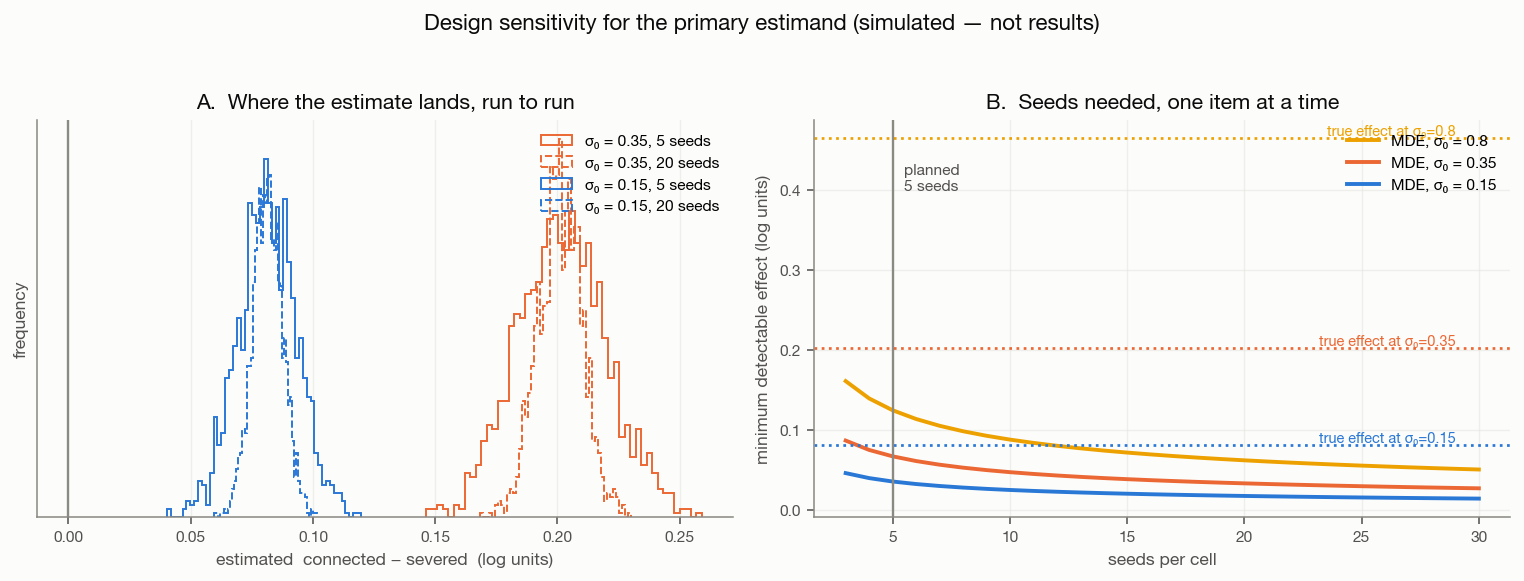 Design sensitivity for the primary estimand (simulated — not results)
A.  Where the estimate lands, run to run
frequency
σ₀ = 0.35, 5 seeds
σ₀ = 0.35, 20 seeds
σ₀ = 0.15, 5 seeds
σ₀ = 0.15, 20 seeds
0.00 0.05 0.10 0.15 0.20 0.25
estimated  connected − severed  (log units)
B.  Seeds needed, one item at a time
minimum detectable effect (log units)
0.4
0.3
0.2
0.1
0.0
true effect at σ₀=0.8
MDE, σ₀ = 0.8
MDE, σ₀ = 0.35
MDE, σ₀ = 0.15
planned
5 seeds
true effect at σ₀=0.35
true effect at σ₀=0.15
5 10 15 20 25 30
seeds per cell